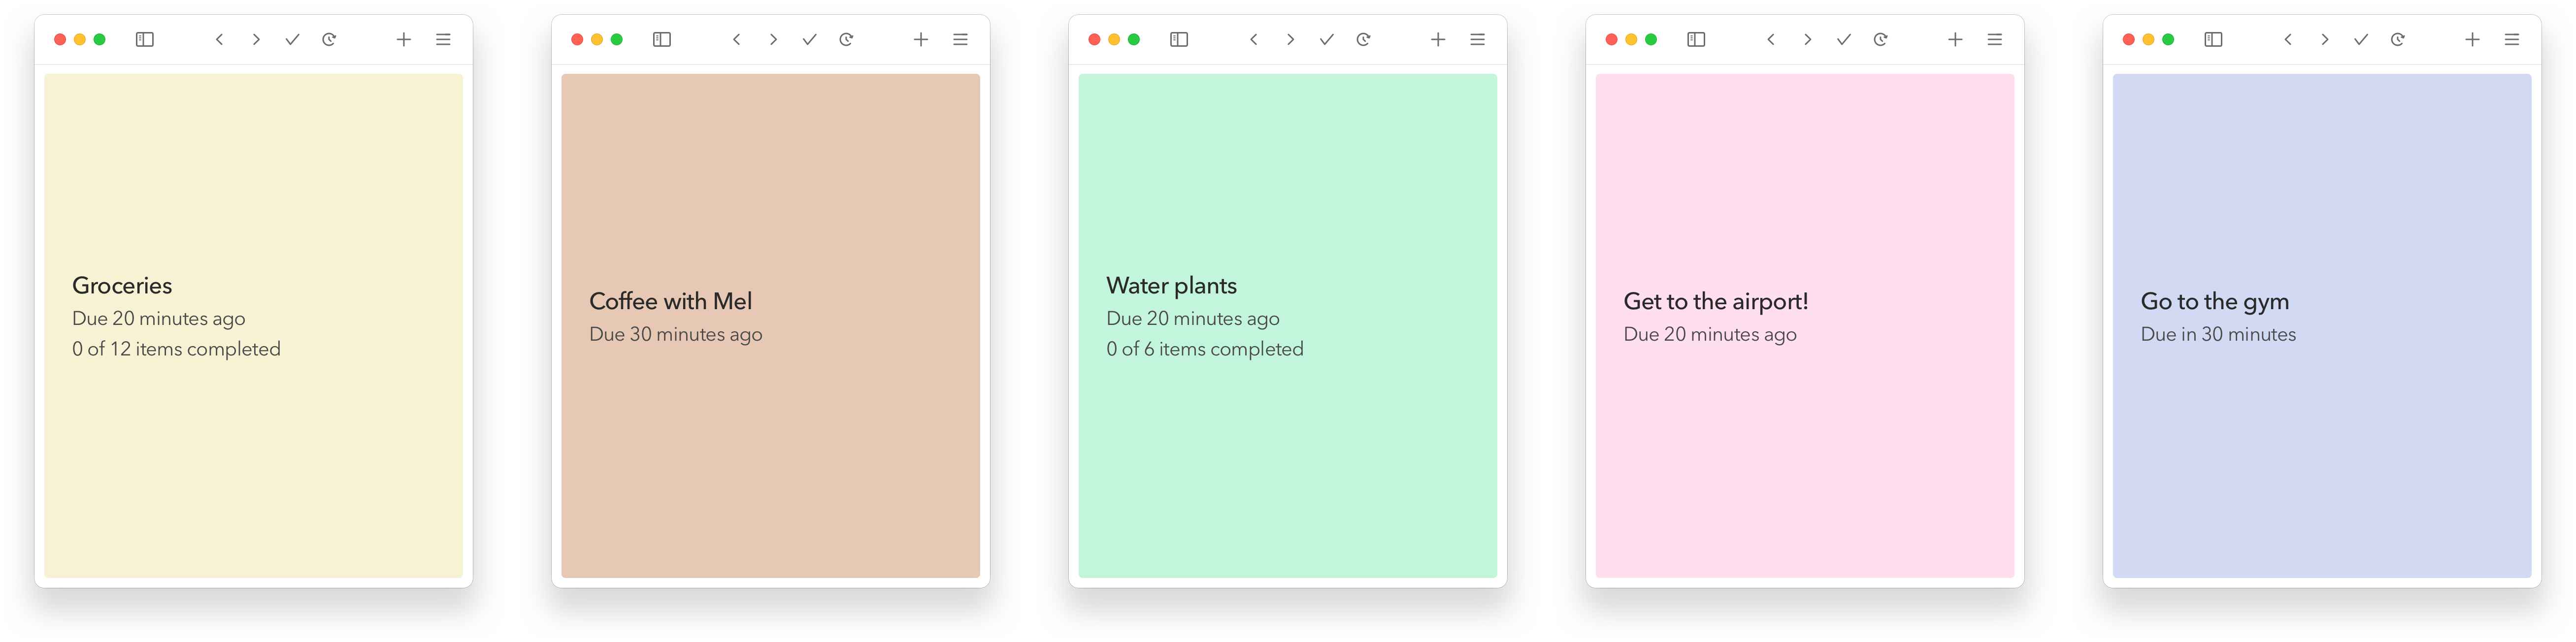 Groceries
Due 20 minutes ago
0 of 12 items completed
Coffee with Mel
Due 30 minutes ago
Water plants
Due 20 minutes ago
0 of 6 items completed
Get to the airport!
Due 20 minutes ago
Go to the gym
Due in 30 minutes